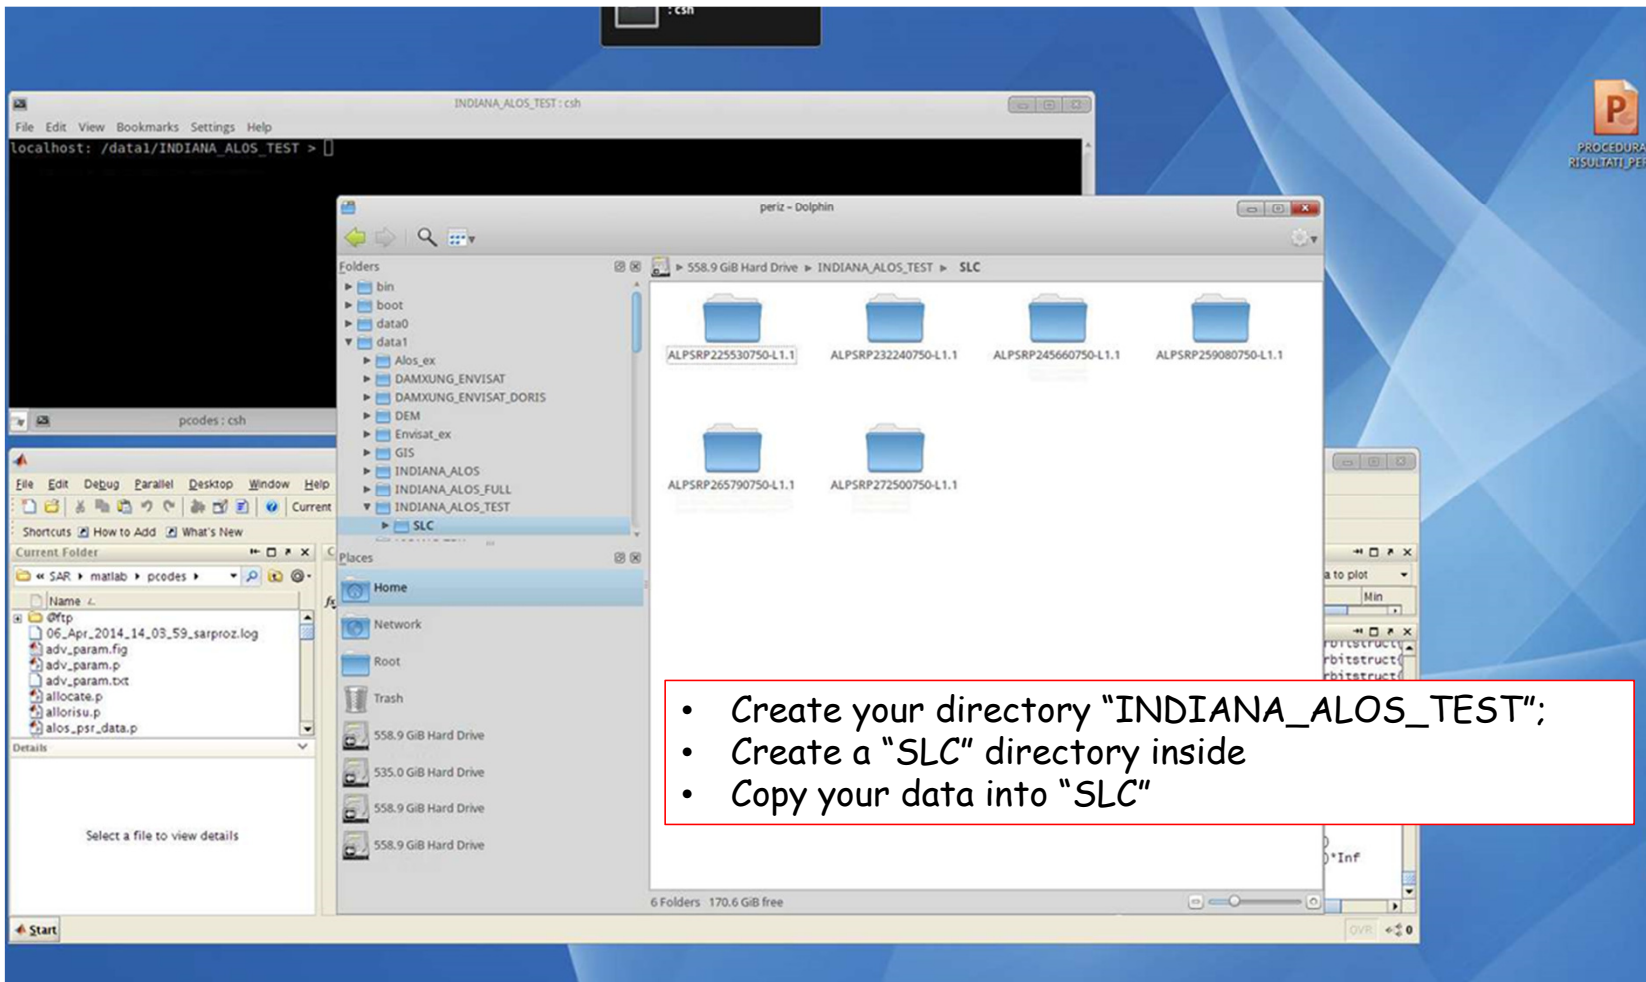 : csh
INDIANA_ALOS_TEST : csh
File Edit View Bookmarks Settings Help
localhost: /data1/INDIANA_ALOS_TEST >
PROCEDURA
periz – Dolphin
Folders
558.9 GiB Hard Drive INDIANA_ALOS_TEST SLC
bin
boot
data0
data1
Alos_ex
DAMXUNG_ENVISAT
DAMXUNG_ENVISAT_DORIS
DEM
Envisat_ex
GIS
INDIANA_ALOS
INDIANA_ALOS_FULL
INDIANA_ALOS_TEST
SLC
ALPSRP225530750-L1.1 ALPSRP232240750-L1.1 ALPSRP245660750-L1.1 ALPSRP259080750-L1.1
ALPSRP265790750-L1.1 ALPSRP272500750-L1.1
Places
Home
Network
Root
Trash
558.9 GiB Hard Drive
535.0 GiB Hard Drive
558.9 GiB Hard Drive
558.9 GiB Hard Drive
6 Folders 170.6 GiB free
pcodes : csh
File Edit Debug Parallel Desktop Window Help
Current
Shortcuts How to Add What's New
Current Folder
« SAR matlab pcodes
Name
@ftp
06_Apr_2014_14_03_59_sarproz.log
adv_param.fig
adv_param.p
adv_param.txt
allocate.p
allorisu.p
alos_psr_data.p
Details
Select a file to view details
Start
a to plot
Min
rbitstruct(
rbitstruct(
)*Inf
OVR 0
• Create your directory “INDIANA_ALOS_TEST”;
• Create a “SLC” directory inside
• Copy your data into “SLC”